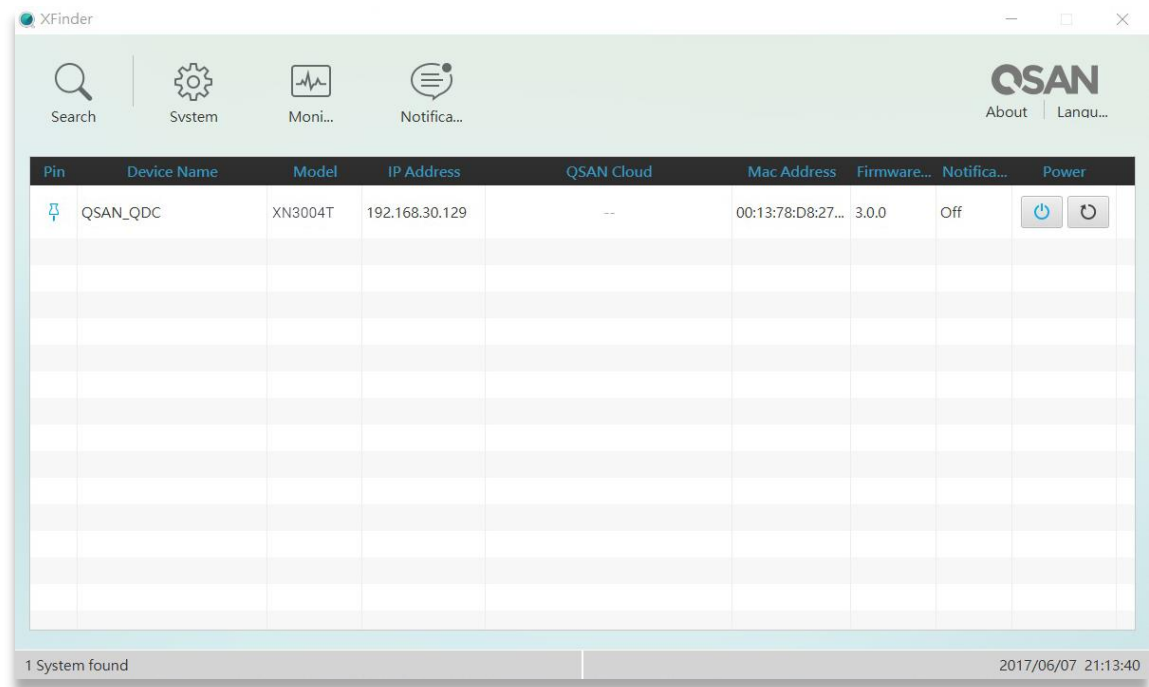 XFinder
Search System Moni... Notifica...
QSAN
About Langu...
Pin Device Name Model IP Address QSAN Cloud Mac Address Firmware... Notifica... Power
QSAN_QDC XN3004T 192.168.30.129 -- 00:13:78:D8:27... 3.0.0 Off
1 System found 2017/06/07 21:13:40